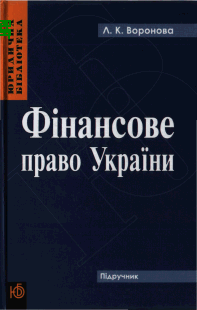 Л. К. Воронова
ЮРИДИЧНА
БІБЛІОТЕКА
Фінансове
право України
Підручник